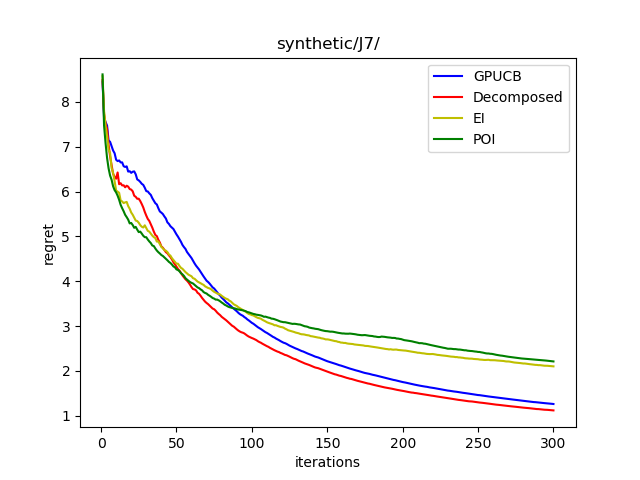 synthetic/J7/
GPUCB
Decomposed
EI
POI
8
7
6
5
4
3
2
1
regret
0
50
100
150
200
250
300
iterations